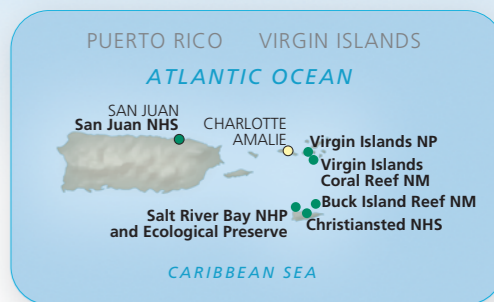 PUERTO RICO VIRGIN ISLANDS
ATLANTIC OCEAN
SAN JUAN
San Juan NHS
CHARLOTTE
AMALIE
Virgin Islands NP
Virgin Islands
Coral Reef NM
Buck Island Reef NM
Salt River Bay NHP
and Ecological Preserve
Christiansted NHS
CARIBBEAN SEA